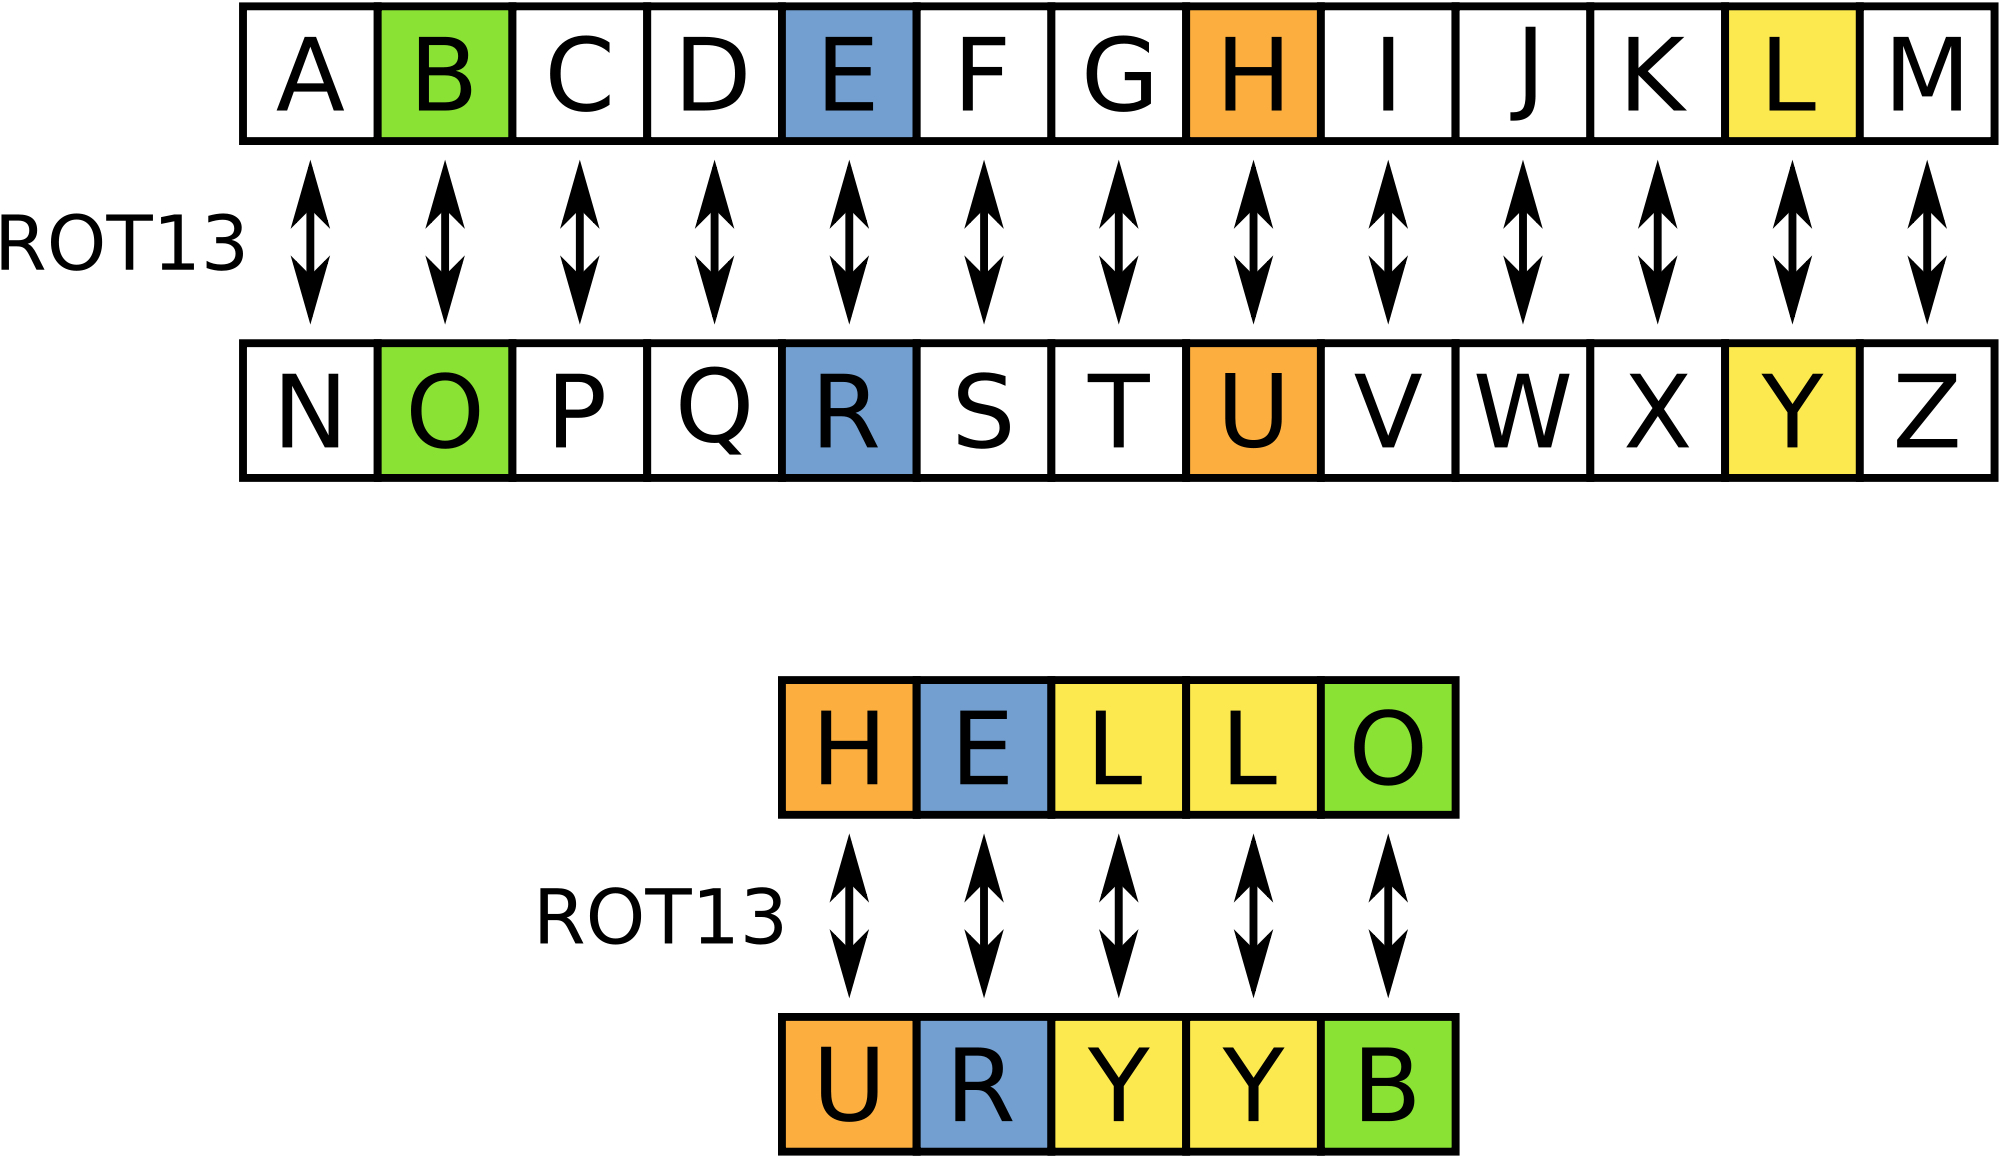 A B C D E F G H I J K L M
ROT13
N O P Q R S T U V W X Y Z
H E L L O
ROT13
U R Y Y B